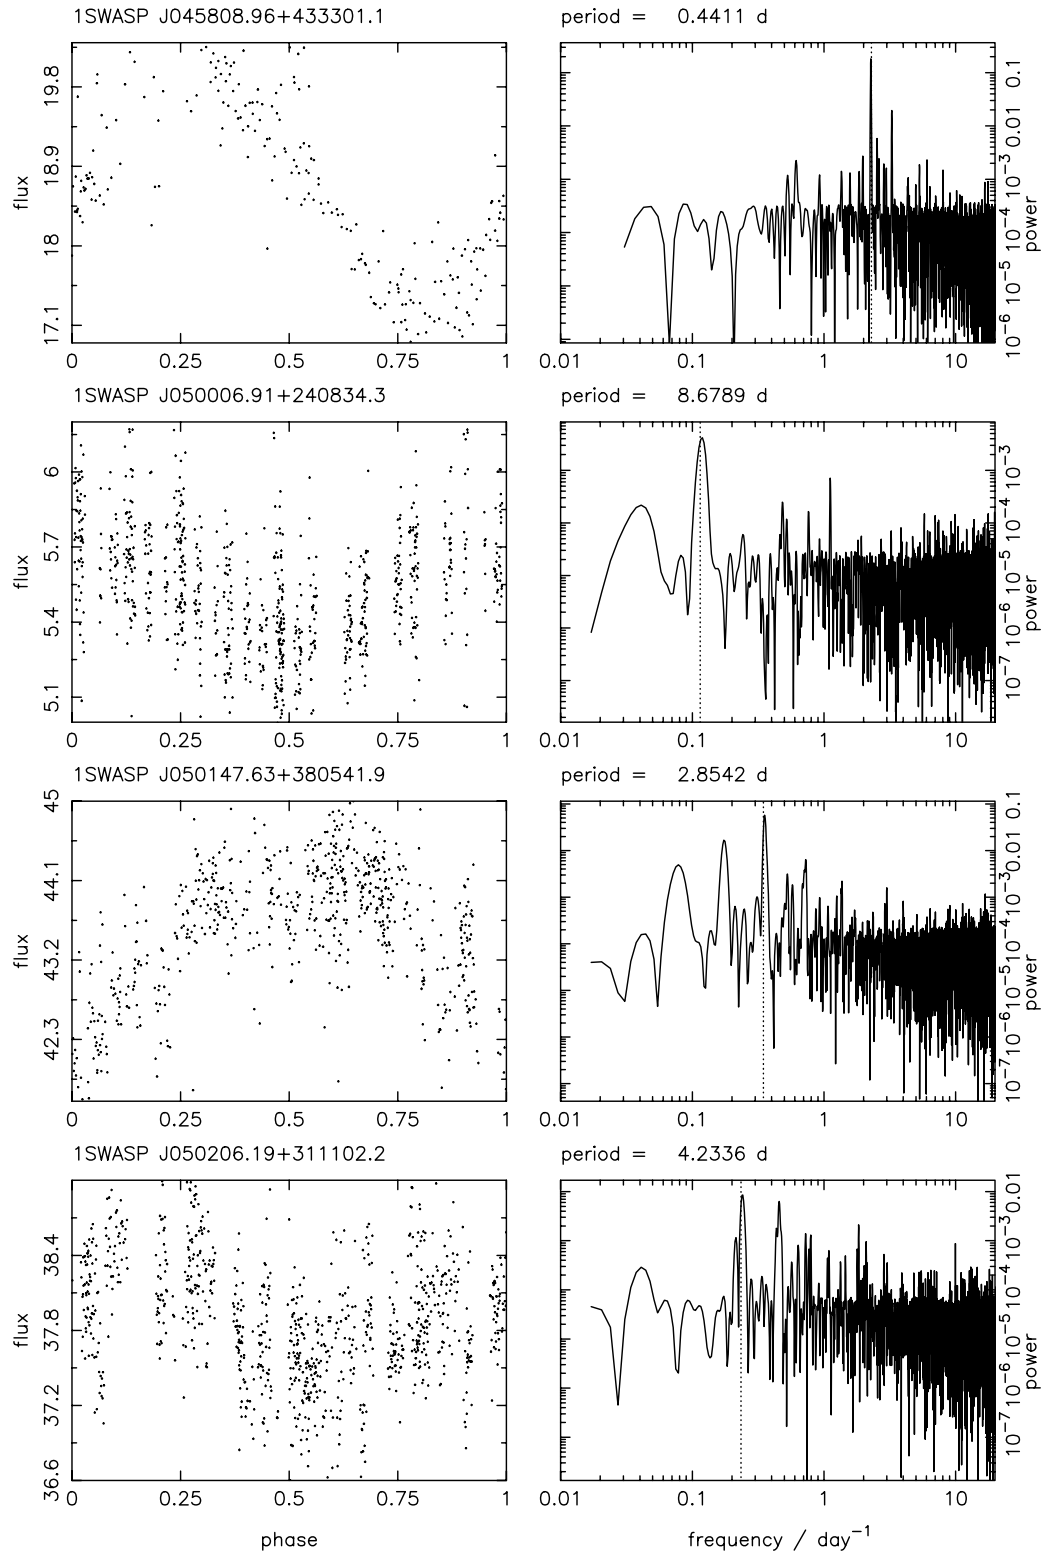 1SWASP J045808.96+433301.1
period = 0.4411 d
flux
19.8
18.9
18
17.1
0 0.25 0.5 0.75 1
0.1
0.01
10⁻³
10⁻⁴
10⁻⁵
10⁻⁶
power
0.01 0.1 1 10
1SWASP J050006.91+240834.3
period = 8.6789 d
flux
6
5.7
5.4
5.1
0 0.25 0.5 0.75 1
10⁻³
10⁻⁴
10⁻⁵
10⁻⁶
10⁻⁷
power
0.01 0.1 1 10
1SWASP J050147.63+380541.9
period = 2.8542 d
flux
45
44.1
43.2
42.3
0 0.25 0.5 0.75 1
0.1
0.01
10⁻³
10⁻⁴
10⁻⁵
10⁻⁶
10⁻⁷
power
0.01 0.1 1 10
1SWASP J050206.19+311102.2
period = 4.2336 d
flux
38.4
37.8
37.2
36.6
0 0.25 0.5 0.75 1
phase
0.01
10⁻³
10⁻⁴
10⁻⁵
10⁻⁶
10⁻⁷
power
0.01 0.1 1 10
frequency / day⁻¹